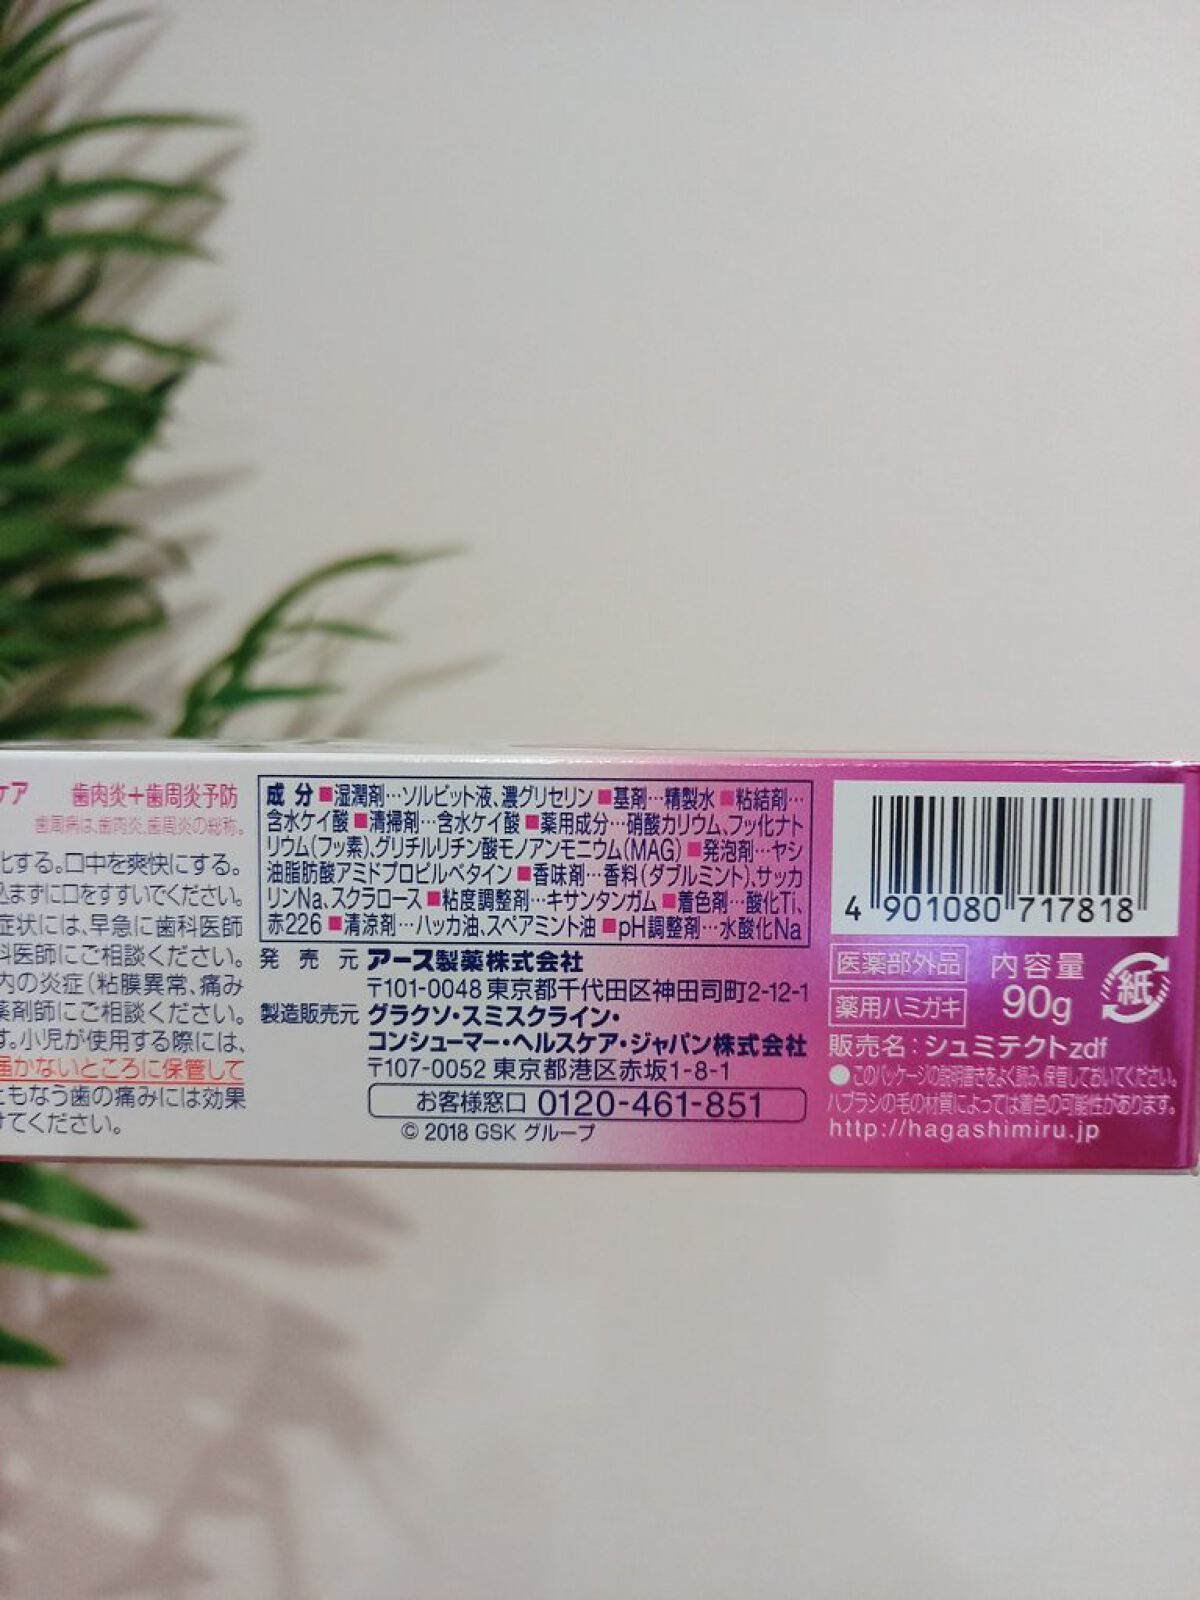 ケア 歯肉炎+歯周炎予防
歯周病は、歯肉炎、歯周炎の総称。
化する。口中を爽快にする。
込まずに口をすすいでください。
症状には、早急に歯科医師
科医師にご相談ください。
内の炎症(粘膜異常、痛み
薬剤師にご相談ください。
す。小児が使用する際には、
届かないところに保管して
ともなう歯の痛みには効果
けてください。
成分■湿潤剤…ソルビット液、濃グリセリン■基剤…精製水■粘結剤…
含水ケイ酸■清掃剤…含水ケイ酸■薬用成分…硝酸カリウム、フッ化ナト
リウム(フッ素)、グリチルリチン酸モノアンモニウム(MAG)■発泡剤…ヤシ
油脂肪酸アミドプロピルベタイン■香味剤…香料(ダブルミント)、サッカ
リンNa、スクラロース■粘度調整剤…キサンタンガム■着色剤…酸化Ti、
赤226■清涼剤…ハッカ油、スペアミント油■pH調整剤…水酸化Na
発売元 アース製薬株式会社
〒101-0048 東京都千代田区神田司町2-12-1
製造販売元 グラクソ・スミスクライン・
コンシューマー・ヘルスケア・ジャパン株式会社
〒107-0052 東京都港区赤坂1-8-1
お客様窓口 0120-461-851
© 2018 GSK グループ
4 901080 717818
医薬部外品 内容量
薬用ハミガキ 90g
紙
販売名:シュミテクトzdf
●このパッケージの説明書きをよく読み、保管しておいてください。
ハブラシの毛の材質によっては着色の可能性があります。
http://hagashimiru.jp